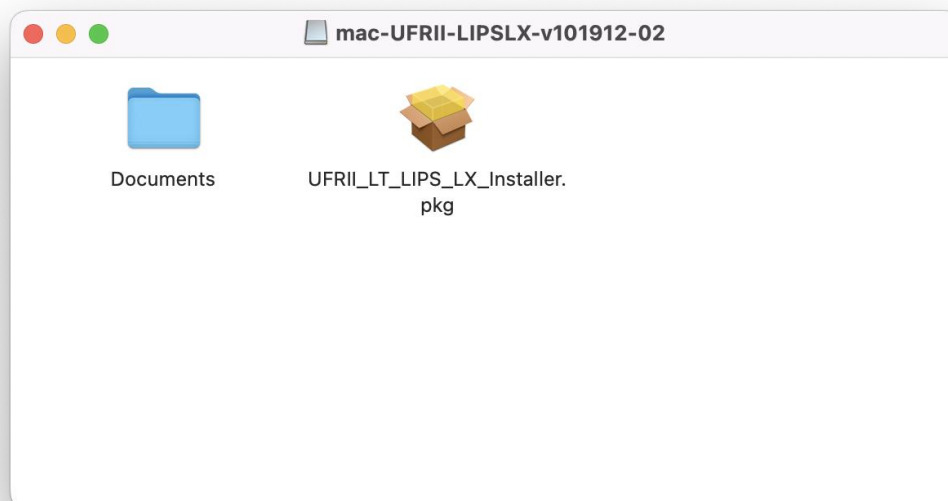 mac-UFRII-LIPSLX-v101912-02
Documents
UFRII_LT_LIPS_LX_Installer.
pkg